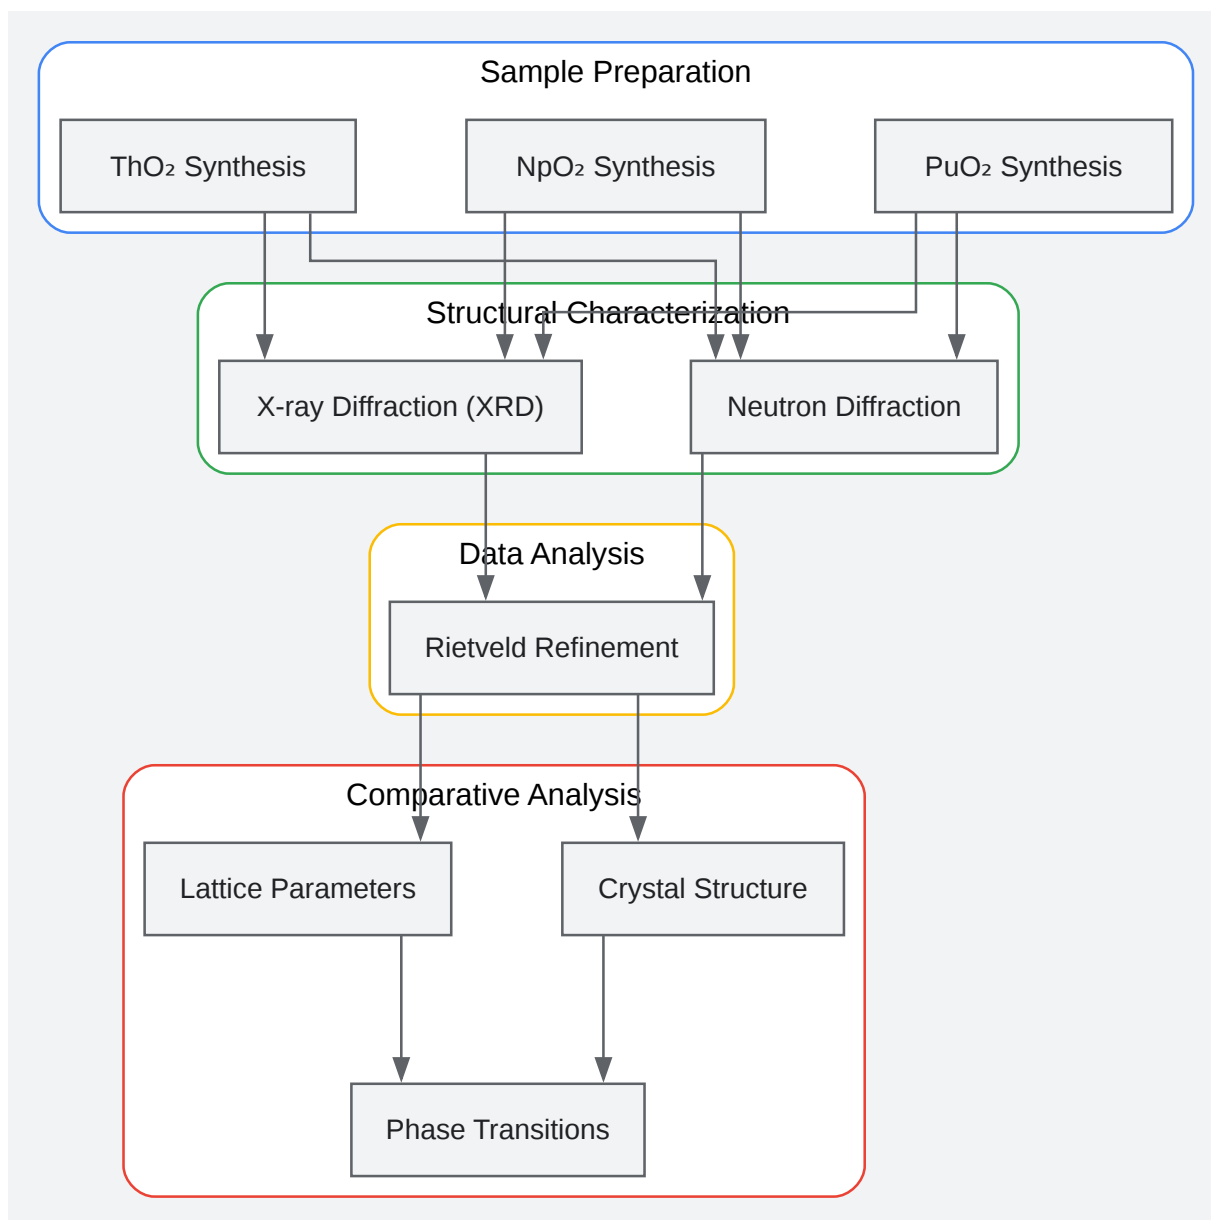 Sample Preparation
ThO₂ Synthesis
NpO₂ Synthesis
PuO₂ Synthesis
Structural Characterization
X-ray Diffraction (XRD)
Neutron Diffraction
Data Analysis
Rietveld Refinement
Comparative Analysis
Lattice Parameters
Crystal Structure
Phase Transitions